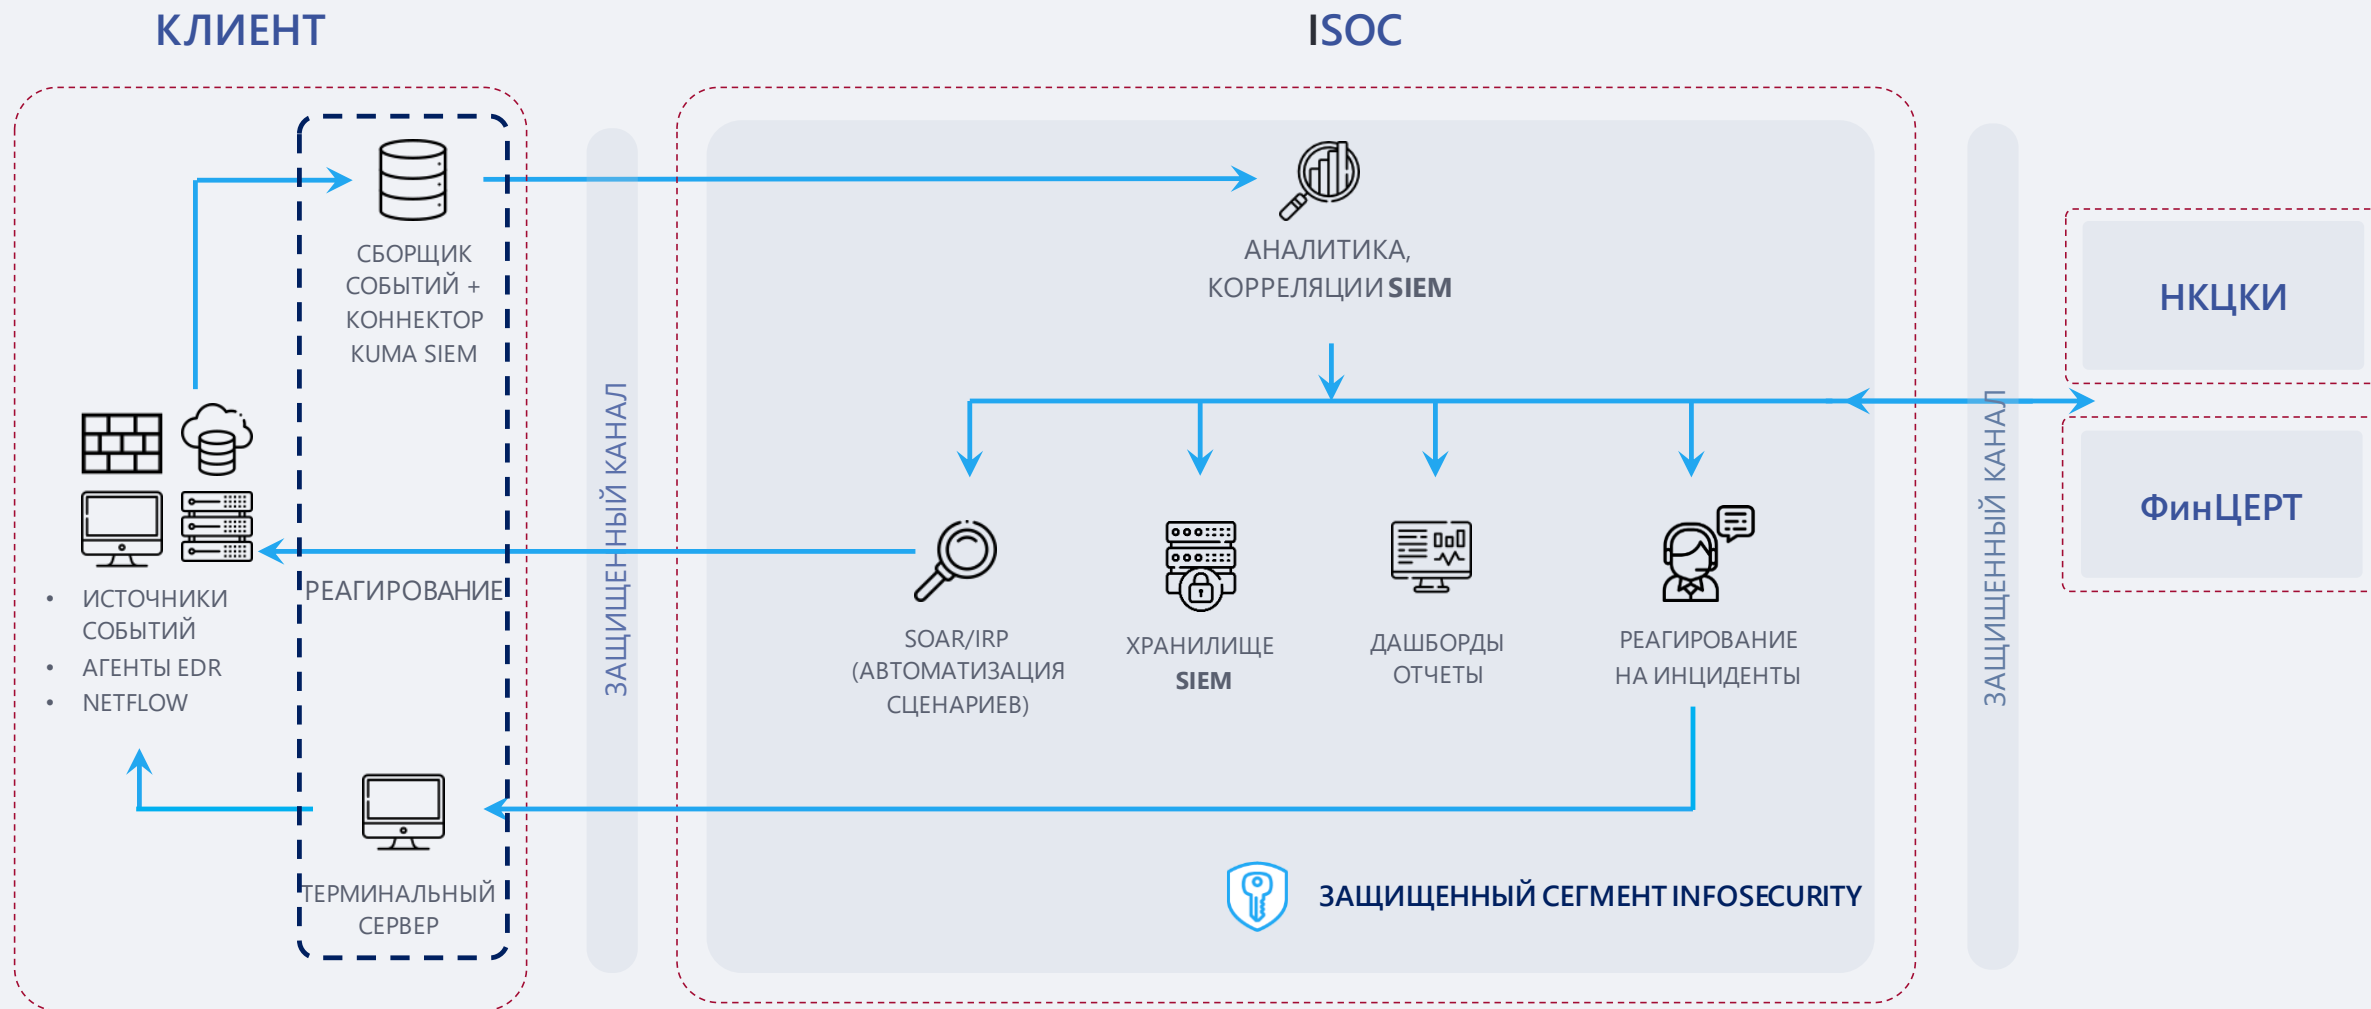 КЛИЕНТ
ISOC
СБОРЩИК
СОБЫТИЙ +
КОННЕКТОР
KUMA SIEM
РЕАГИРОВАНИЕ
• ИСТОЧНИКИ
СОБЫТИЙ
• АГЕНТЫ EDR
• NETFLOW
ТЕРМИНАЛЬНЫЙ
СЕРВЕР
ЗАЩИЩЕННЫЙ КАНАЛ
АНАЛИТИКА,
КОРРЕЛЯЦИИ SIEM
SOAR/IRP
(АВТОМАТИЗАЦИЯ
СЦЕНАРИЕВ)
ХРАНИЛИЩЕ
SIEM
ДАШБОРДЫ
ОТЧЕТЫ
РЕАГИРОВАНИЕ
НА ИНЦИДЕНТЫ
ЗАЩИЩЕННЫЙ СЕГМЕНТ INFOSECURITY
ЗАЩИЩЕННЫЙ КАНАЛ
НКЦКИ
ФинЦЕРТ